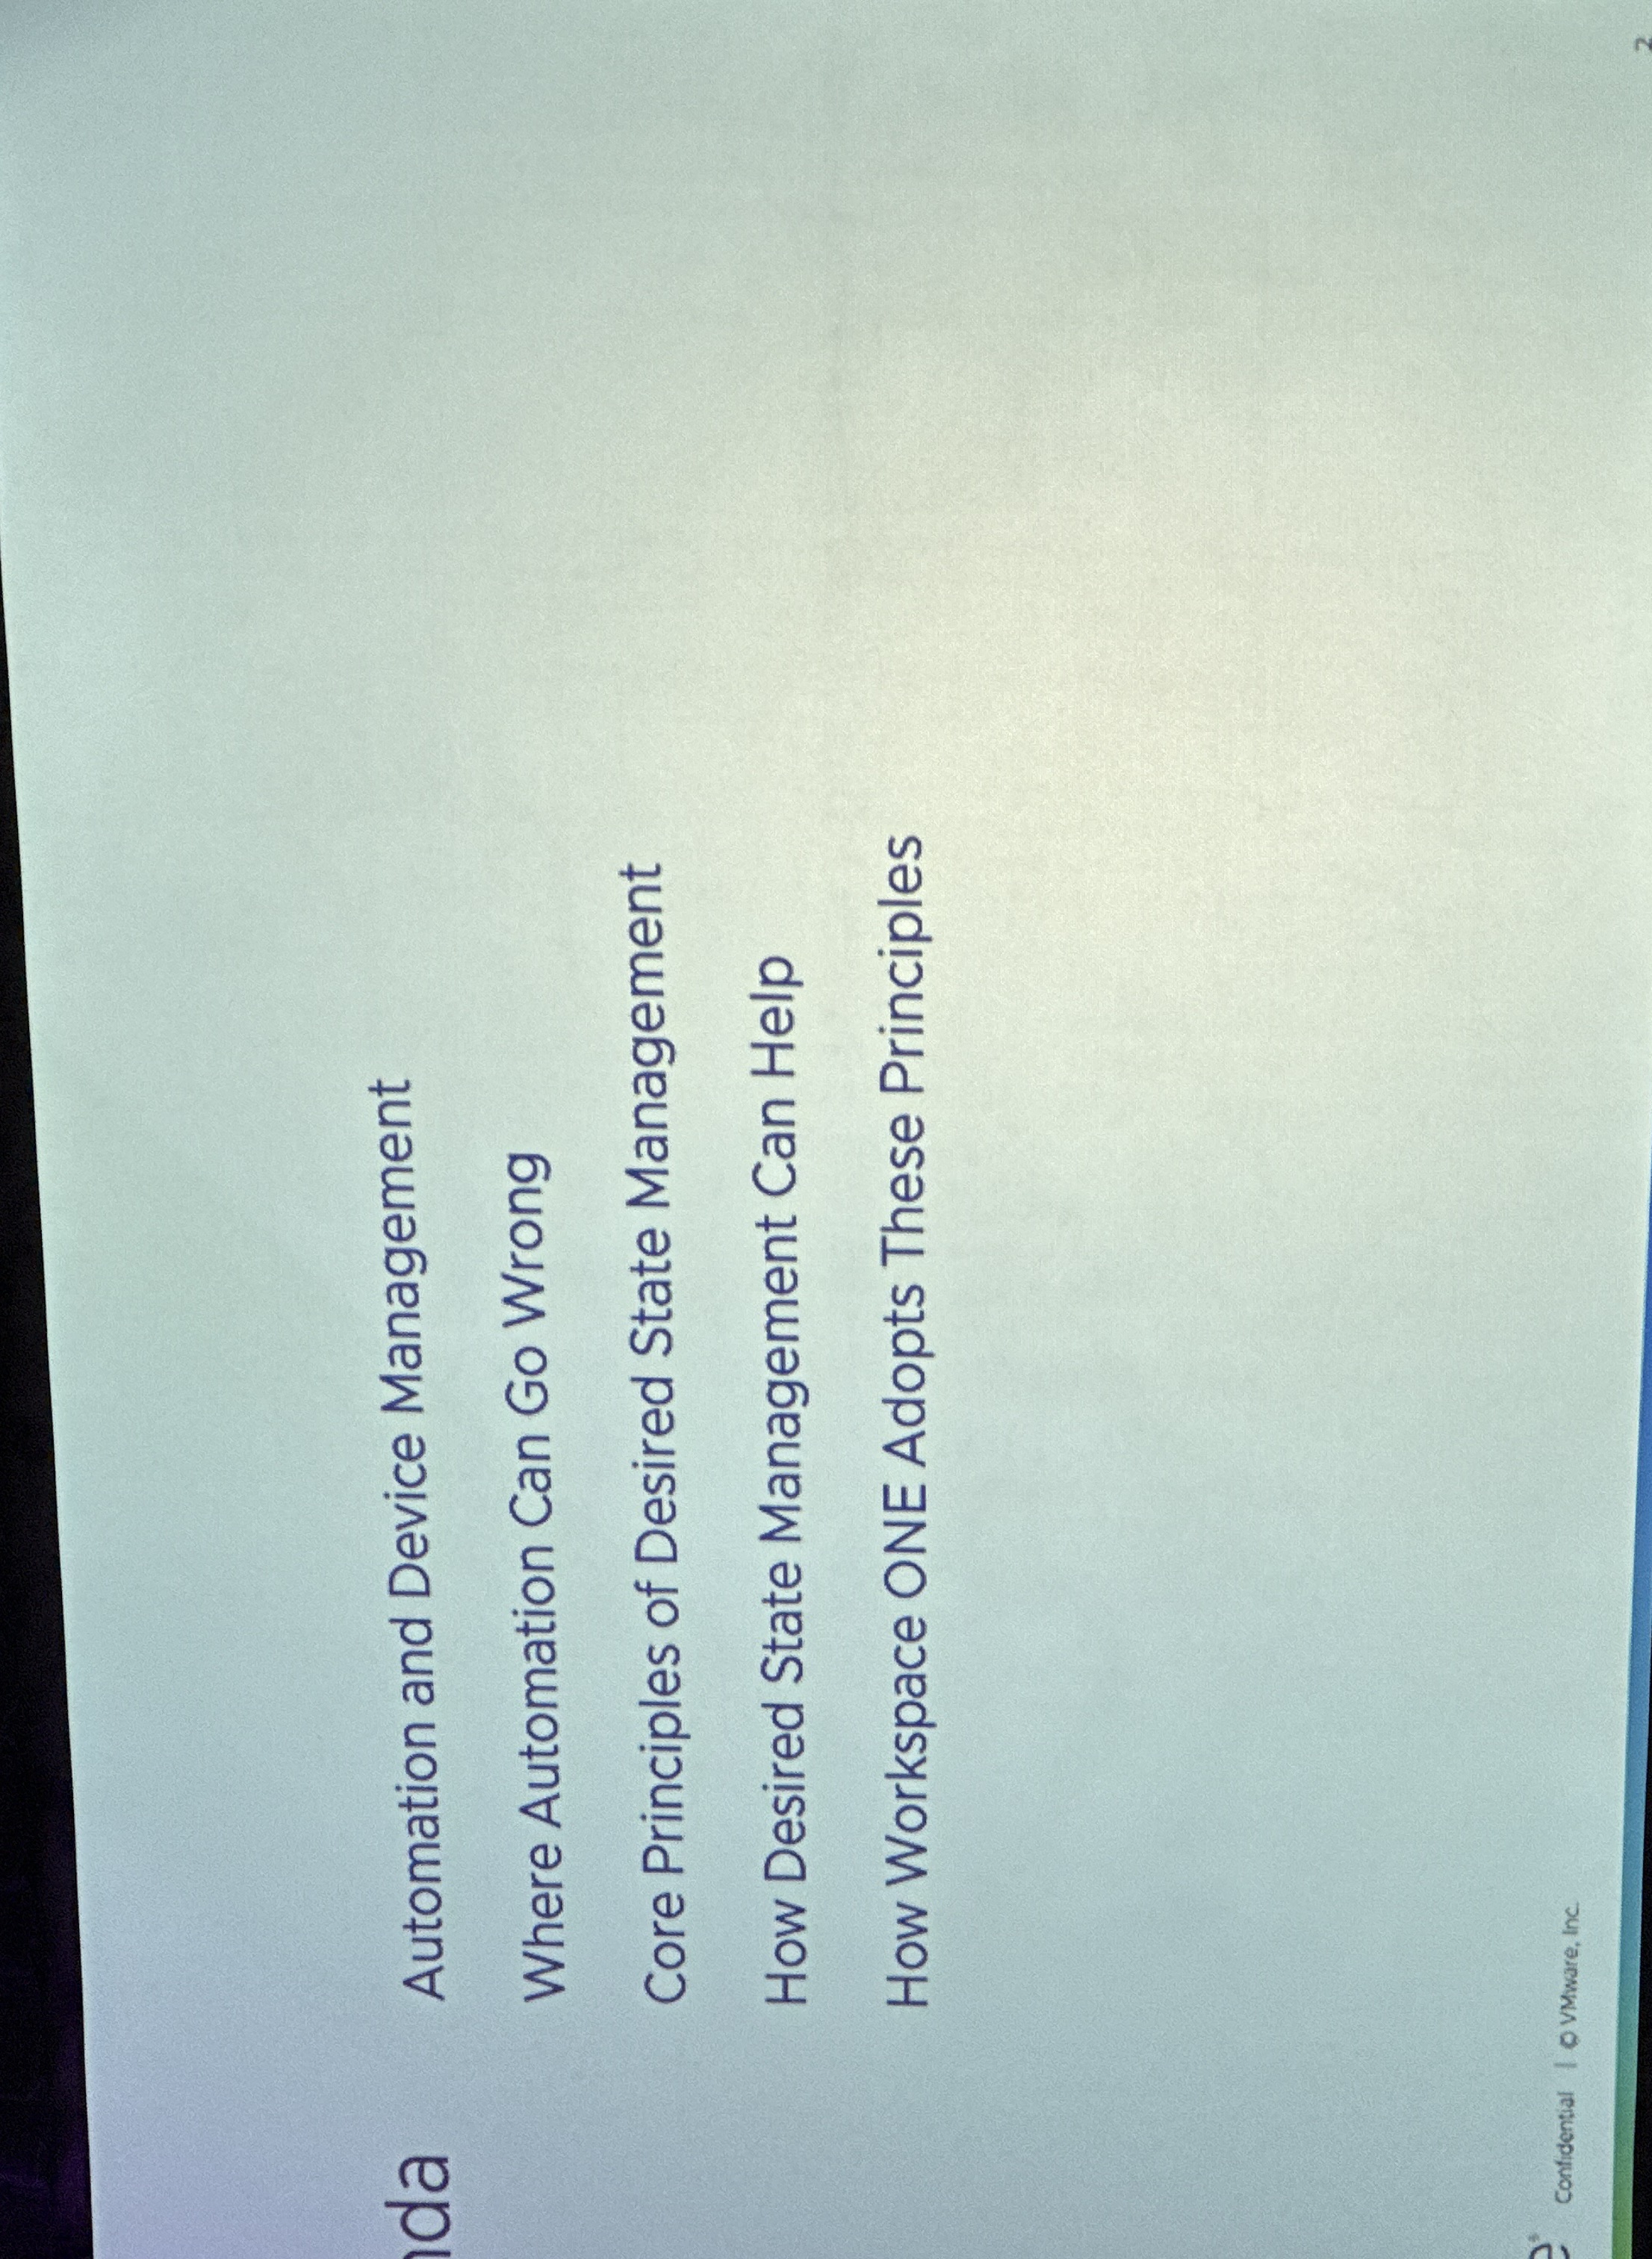 nda
Automation and Device Management
Where Automation Can Go Wrong
Core Principles of Desired State Management
How Desired State Management Can Help
How Workspace ONE Adopts These Principles
e® Confidential | © VMware, Inc.
2